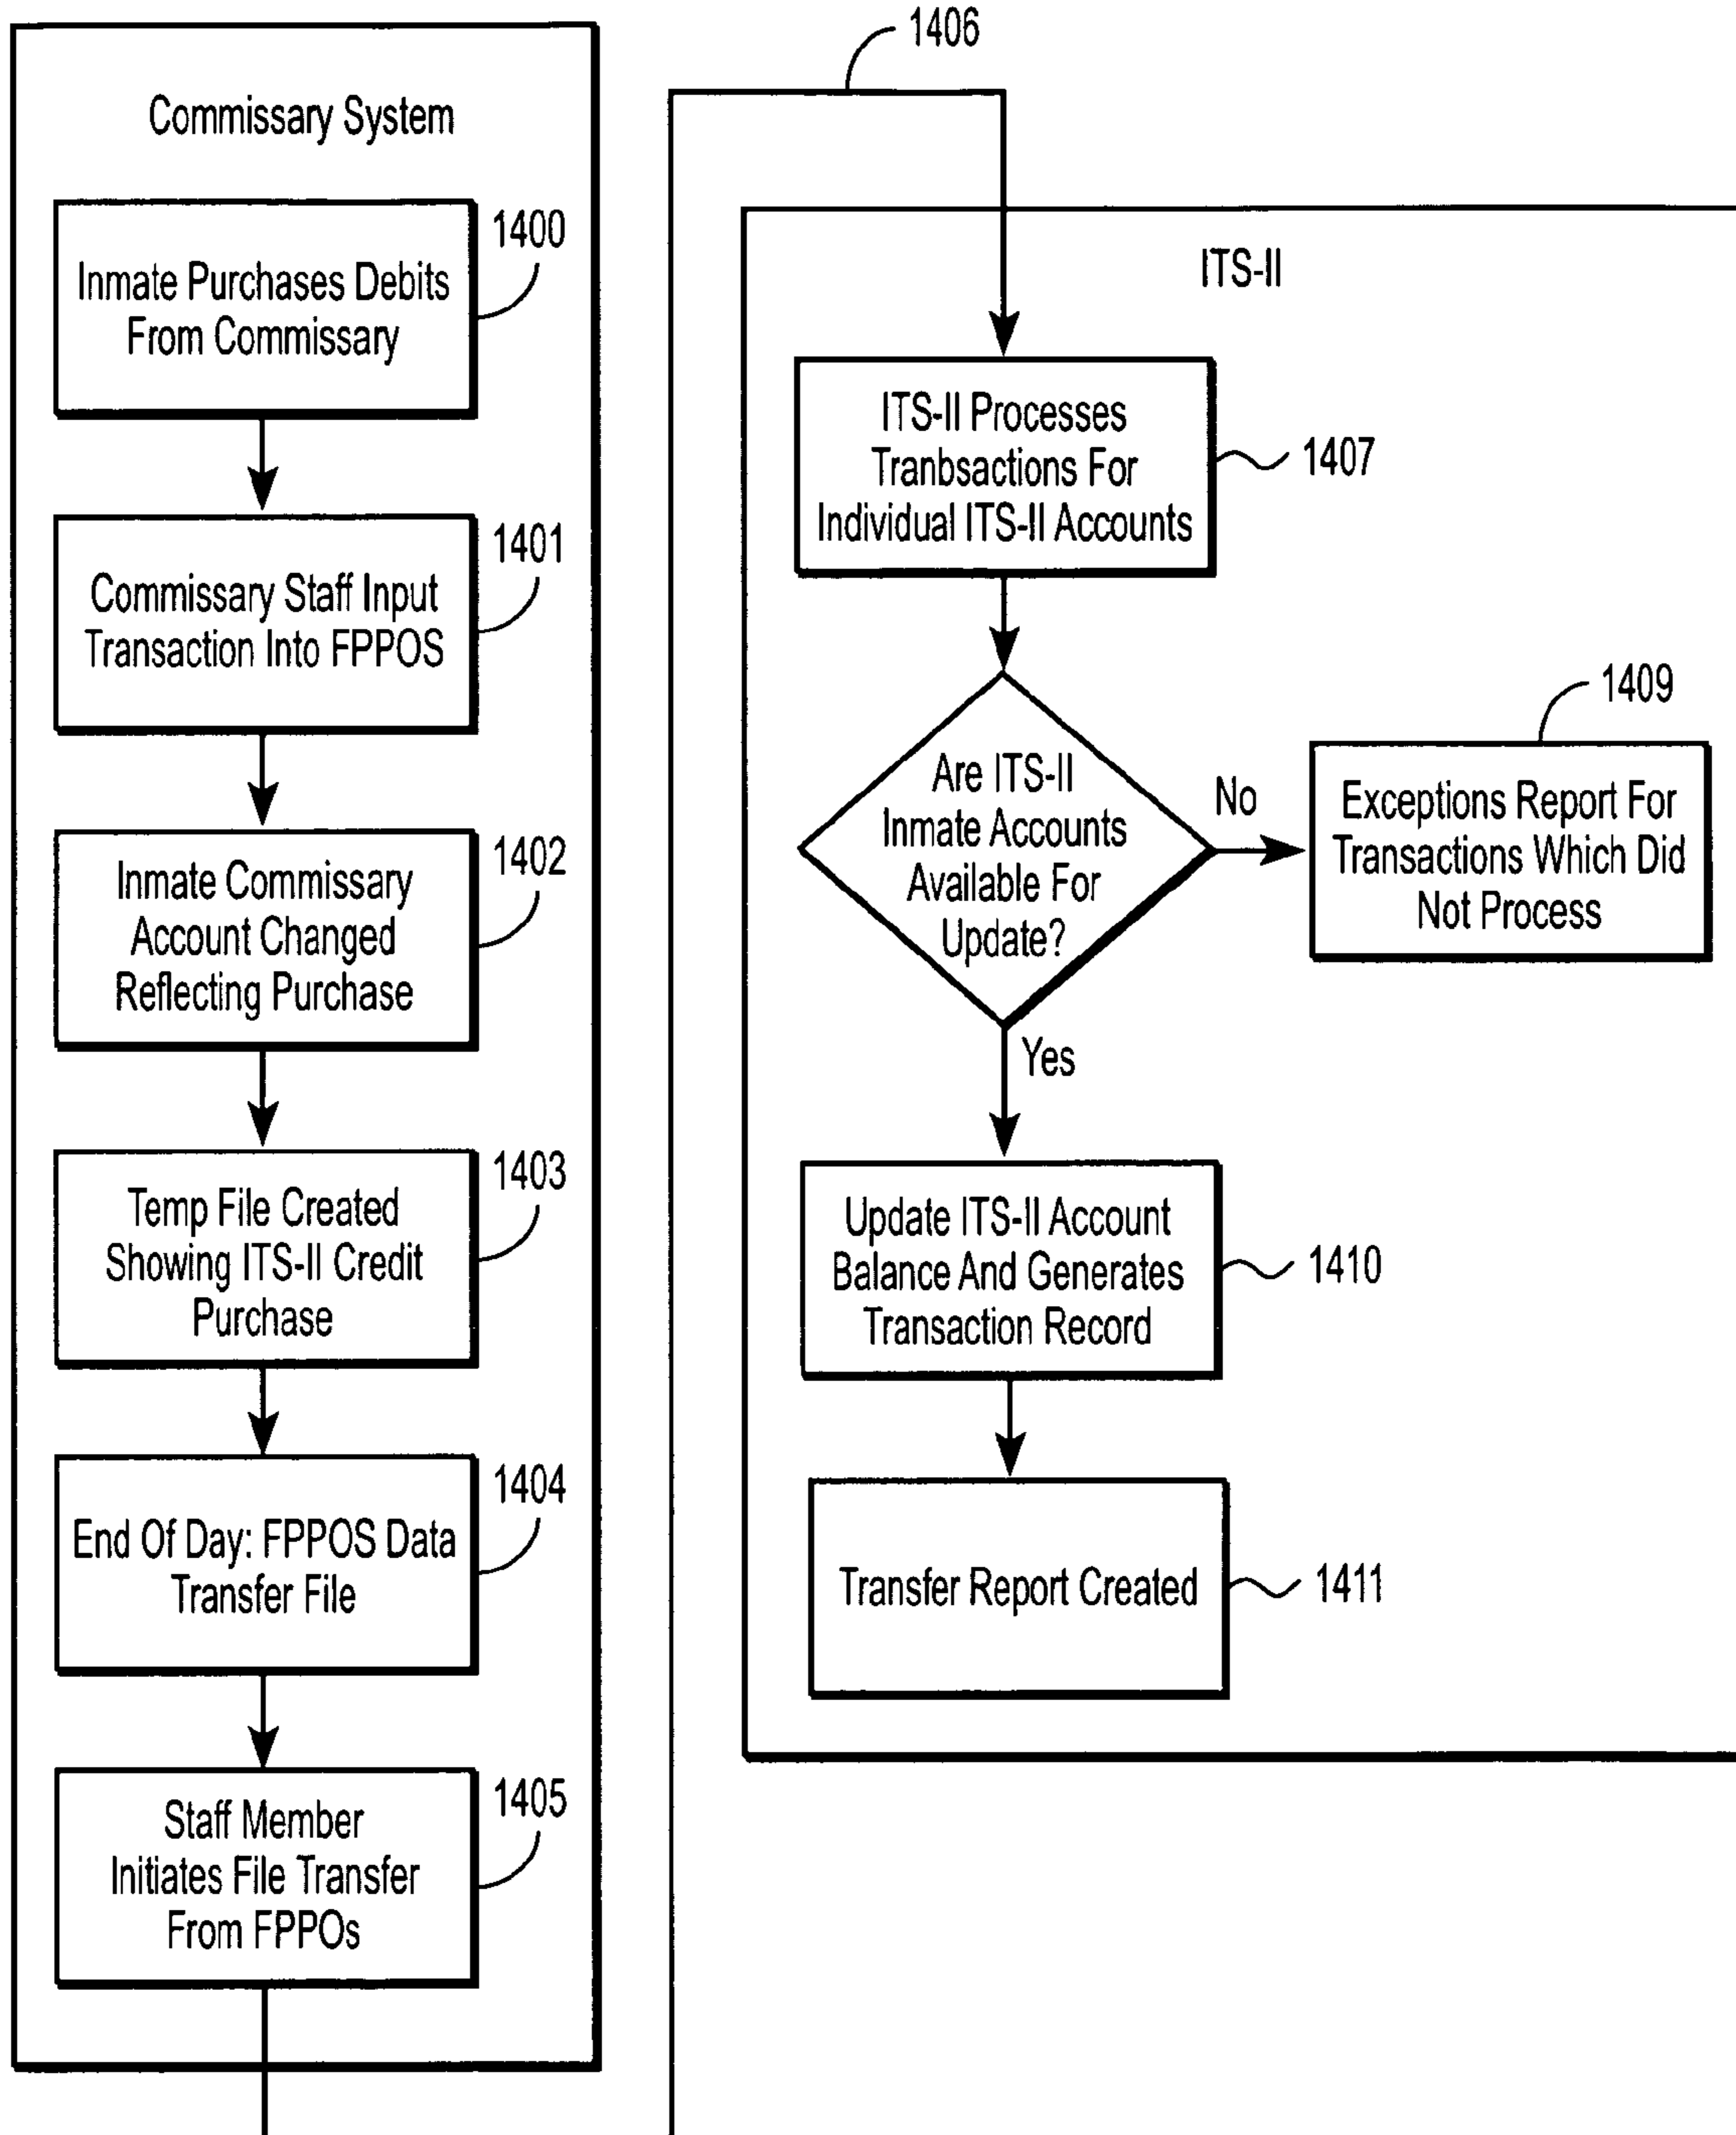 Commissary System
1400
Inmate Purchases Debits
From Commissary
1401
Commissary Staff Input
Transaction Into FPPOS
1402
Inmate Commissary
Account Changed
Reflecting Purchase
1403
Temp File Created
Showing ITS-II Credit
Purchase
1404
End Of Day: FPPOS Data
Transfer File
1405
Staff Member
Initiates File Transfer
From FPPOs
1406
ITS-II
ITS-II Processes
Tranbsactions For
Individual ITS-II Accounts
1407
Are ITS-II
Inmate Accounts
Available For
Update?
No
1409
Exceptions Report For
Transactions Which Did
Not Process
Yes
Update ITS-II Account
Balance And Generates
Transaction Record
1410
Transfer Report Created
1411